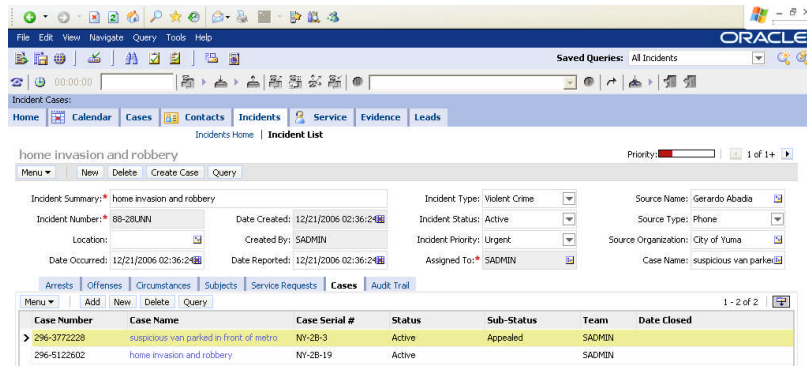 File Edit View Navigate Query Tools Help ORACLE
Saved Queries: All Incidents
00:00:00
Incident Cases:
Home Calendar Cases Contacts Incidents Service Evidence Leads
Incidents Home | Incident List
home invasion and robbery Priority: 1 of 1+
Menu New Delete Create Case Query
Incident Summary:* home invasion and robbery Incident Type: Violent Crime Source Name: Gerardo Abadia
Incident Number:* 88-28UNN Date Created: 12/21/2006 02:36:24 Incident Status: Active Source Type: Phone
Location: Created By: SADMIN Incident Priority: Urgent Source Organization: City of Yuma
Date Occurred: 12/21/2006 02:36:24 Date Reported: 12/21/2006 02:36:24 Assigned To:* SADMIN Case Name: suspicious van parke
Arrests Offenses Circumstances Subjects Service Requests Cases Audit Trail
Menu Add New Delete Query 1 - 2 of 2
Case Number Case Name Case Serial # Status Sub-Status Team Date Closed
296-3772228 suspicious van parked in front of metro NY-2B-3 Active Appealed SADMIN
296-5122602 home invasion and robbery NY-2B-19 Active SADMIN